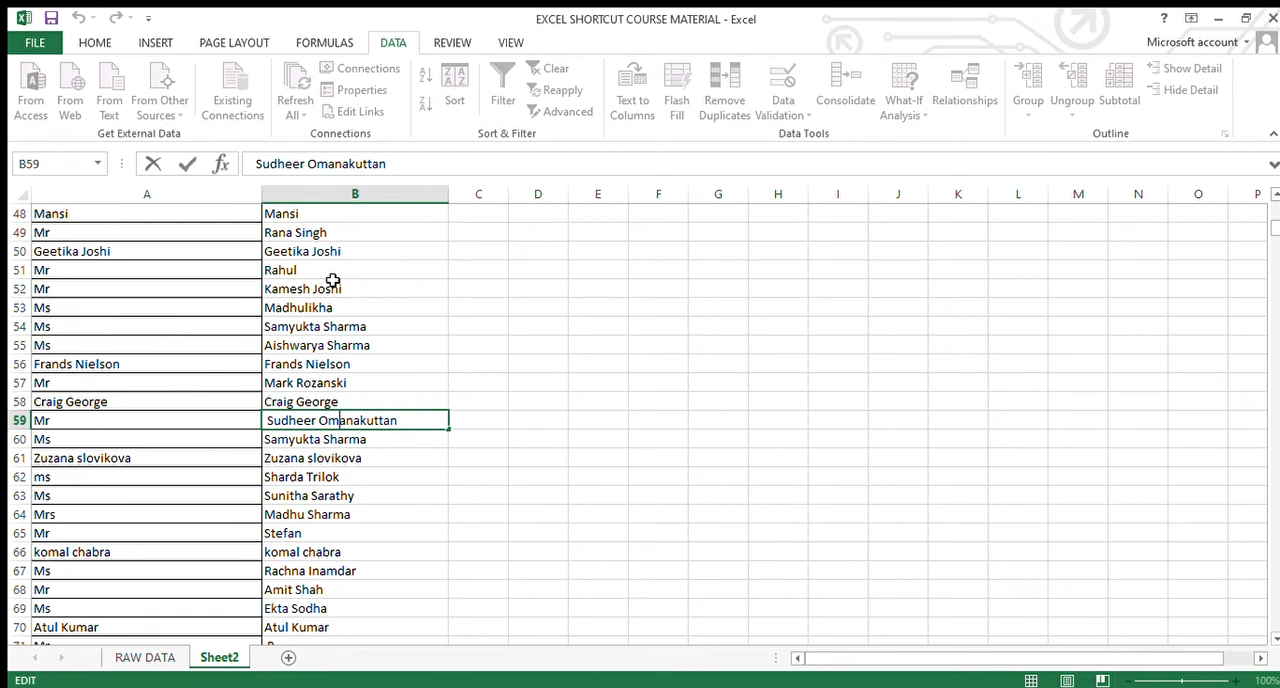 EXCEL SHORTCUT COURSE MATERIAL - Excel
FILE HOME INSERT PAGE LAYOUT FORMULAS DATA REVIEW VIEW Microsoft account
From Access
From Web
From Text
From Other Sources
Existing Connections
Get External Data
Refresh All
Connections
Properties
Edit Links
Connections
Sort
Filter
Clear
Reapply
Advanced
Sort & Filter
Text to Columns
Flash Fill
Remove Duplicates
Data Validation
Consolidate
What-If Analysis
Relationships
Data Tools
Group
Ungroup
Subtotal
Show Detail
Hide Detail
Outline
B59 fx Sudheer Omanakuttan
A B C D E F G H I J K L M N O P
48 Mansi Mansi
49 Mr Rana Singh
50 Geetika Joshi Geetika Joshi
51 Mr Rahul
52 Mr Kamesh Joshi
53 Ms Madhulikha
54 Ms Samyukta Sharma
55 Ms Aishwarya Sharma
56 Frands Nielson Frands Nielson
57 Mr Mark Rozanski
58 Craig George Craig George
59 Mr Sudheer Omanakuttan
60 Ms Samyukta Sharma
61 Zuzana slovikova Zuzana slovikova
62 ms Sharda Trilok
63 Ms Sunitha Sarathy
64 Mrs Madhu Sharma
65 Mr Stefan
66 komal chabra komal chabra
67 Ms Rachna Inamdar
68 Mr Amit Shah
69 Ms Ekta Sodha
70 Atul Kumar Atul Kumar
RAW DATA Sheet2
EDIT 100%